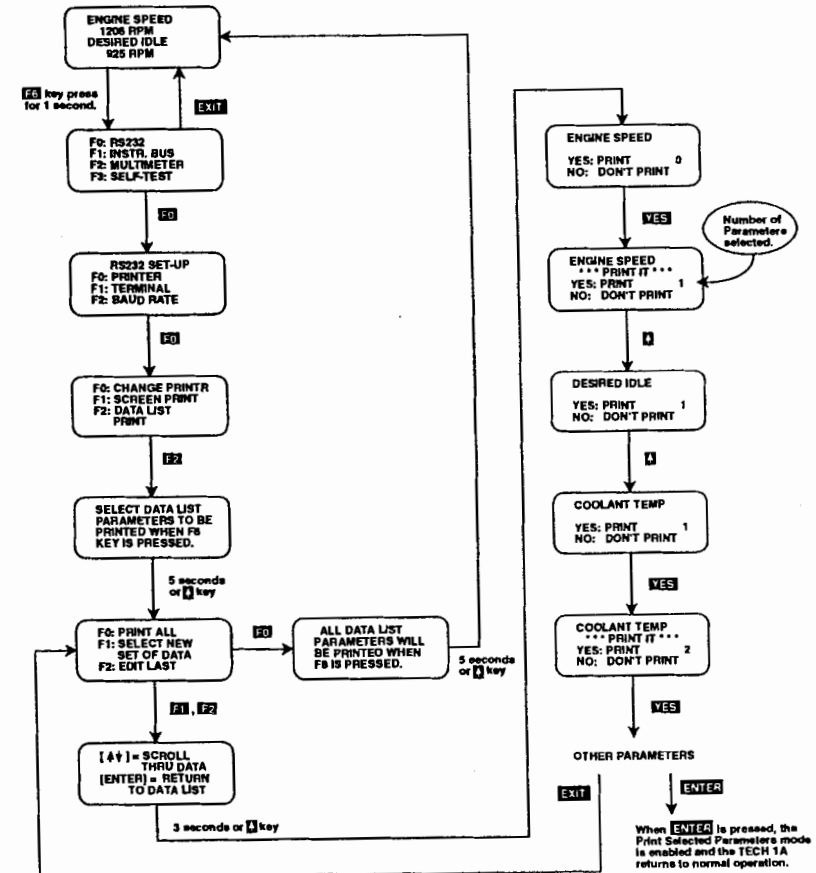 ENGINE SPEED
1206 RPM
DESIRED IDLE
925 RPM
F6 key press
for 1 second.
EXIT
F0: RS232
F1: INSTR. BUS
F2: MULTIMETER
F3: SELF-TEST
F0
RS232 SET-UP
F0: PRINTER
F1: TERMINAL
F2: BAUD RATE
F0
F0: CHANGE PRINTR
F1: SCREEN PRINT
F2: DATA LIST
PRINT
F2
SELECT DATA LIST
PARAMETERS TO BE
PRINTED WHEN F6
KEY IS PRESSED.
5 seconds
or key
F0: PRINT ALL
F1: SELECT NEW
SET OF DATA
F2: EDIT LAST
F0
ALL DATA LIST
PARAMETERS WILL
BE PRINTED WHEN
F6 IS PRESSED.
5 seconds
or key
F1, F2
[ ] = SCROLL
THRU DATA
[ENTER] = RETURN
TO DATA LIST
3 seconds or key
ENGINE SPEED
YES: PRINT 0
NO: DON'T PRINT
YES
Number of
Parameters
selected.
ENGINE SPEED
* * * PRINT IT * * *
YES: PRINT 1
NO: DON'T PRINT
DESIRED IDLE
YES: PRINT 1
NO: DON'T PRINT
COOLANT TEMP
YES: PRINT 1
NO: DON'T PRINT
YES
COOLANT TEMP
* * * PRINT IT * * *
YES: PRINT 2
NO: DON'T PRINT
YES
OTHER PARAMETERS
EXIT
ENTER
When ENTER is pressed, the
Print Selected Parameters mode
is enabled and the TECH 1A
returns to normal operation.